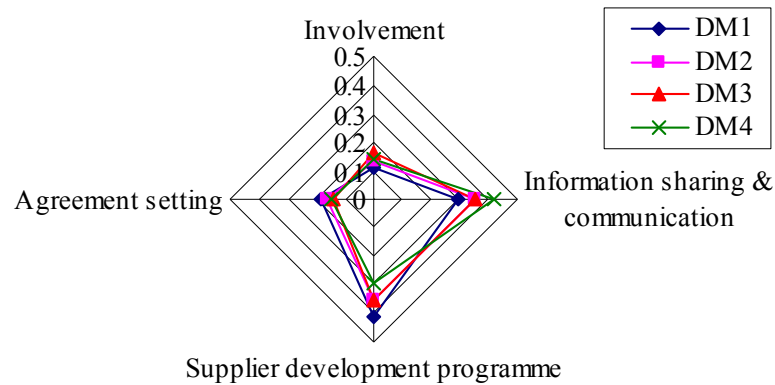 Involvement
0.5
0.4
0.3
0.2
0.1
0
Agreement setting
Information sharing &
communication
Supplier development programme
DM1
DM2
DM3
DM4